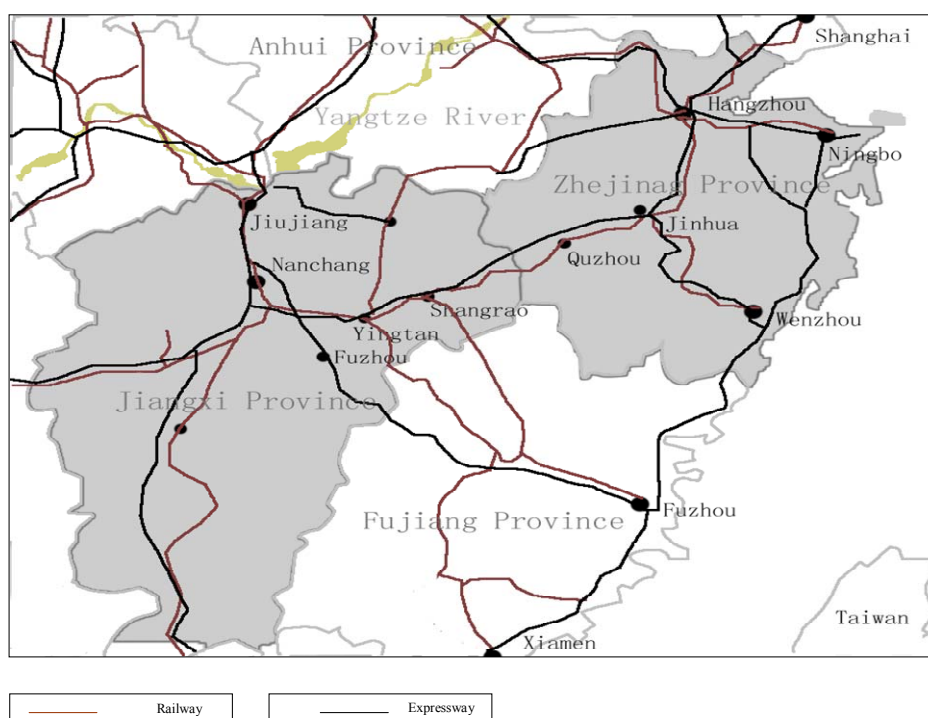 Shanghai
Anhui Province
Hangzhou
Yangtze River
Ningbo
Zhejinag Province
Jiujiang
Jinhua
Quzhou
Nanchang
Shangrao
Wenzhou
Yingtan
Fuzhou
Jiangxi Province
Fuzhou
Fujiang Province
Taiwan
Xiamen
Railway
Expressway